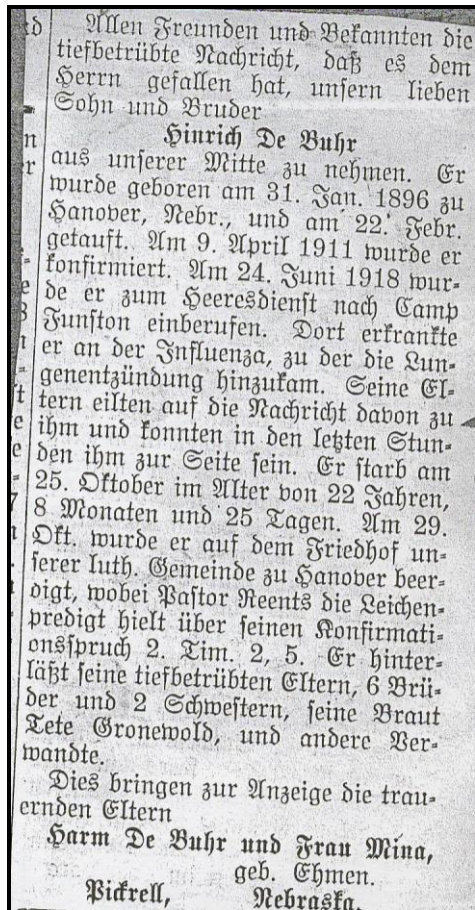 Allen Freunden und Bekannten die
tiefbetrübte Nachricht, daß es dem
Herrn gefallen hat, unsern lieben
Sohn und Bruder
Hinrich De Buhr
aus unserer Mitte zu nehmen. Er
wurde geboren am 31. Jan. 1896 zu
Hanover, Nebr., und am 22. Febr.
getauft. Am 9. April 1911 wurde er
konfirmiert. Am 24. Juni 1918 wur-
de er zum Heeresdienst nach Camp
Funston einberufen. Dort erkrankte
er an der Influenza, zu der die Lun-
genentzündung hinzukam. Seine El-
tern eilten auf die Nachricht davon zu
ihm und konnten in den letzten Stun-
den ihm zur Seite sein. Er starb am
25. Oktober im Alter von 22 Jahren,
8 Monaten und 25 Tagen. Am 29.
Okt. wurde er auf dem Friedhof un-
serer luth. Gemeinde zu Hanover beer-
digt, wobei Pastor Reents die Leichen-
predigt hielt über seinen Konfirmati-
onsspruch 2. Tim. 2, 5. Er hinter-
läßt seine tiefbetrübten Eltern, 6 Brü-
der und 2 Schwestern, seine Braut
Tete Gronewold, und andere Ver-
wandte.
Dies bringen zur Anzeige die trau-
ernden Eltern
Harm De Buhr und Frau Mina,
geb. Ehmen.
Pickrell, Nebraska.